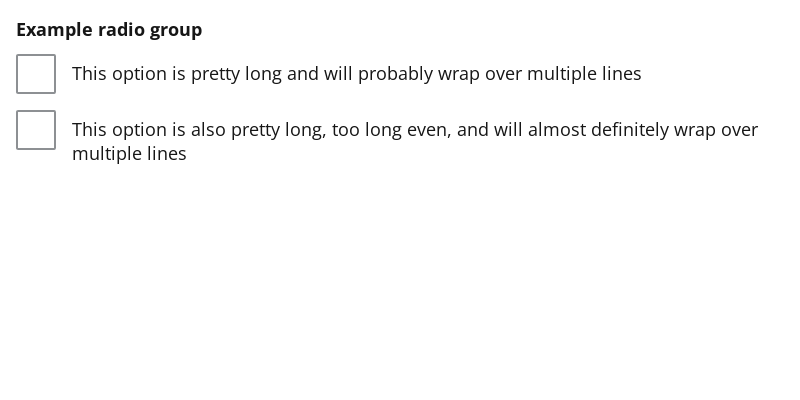 Example radio group
This option is pretty long and will probably wrap over multiple lines
This option is also pretty long, too long even, and will almost definitely wrap over
multiple lines